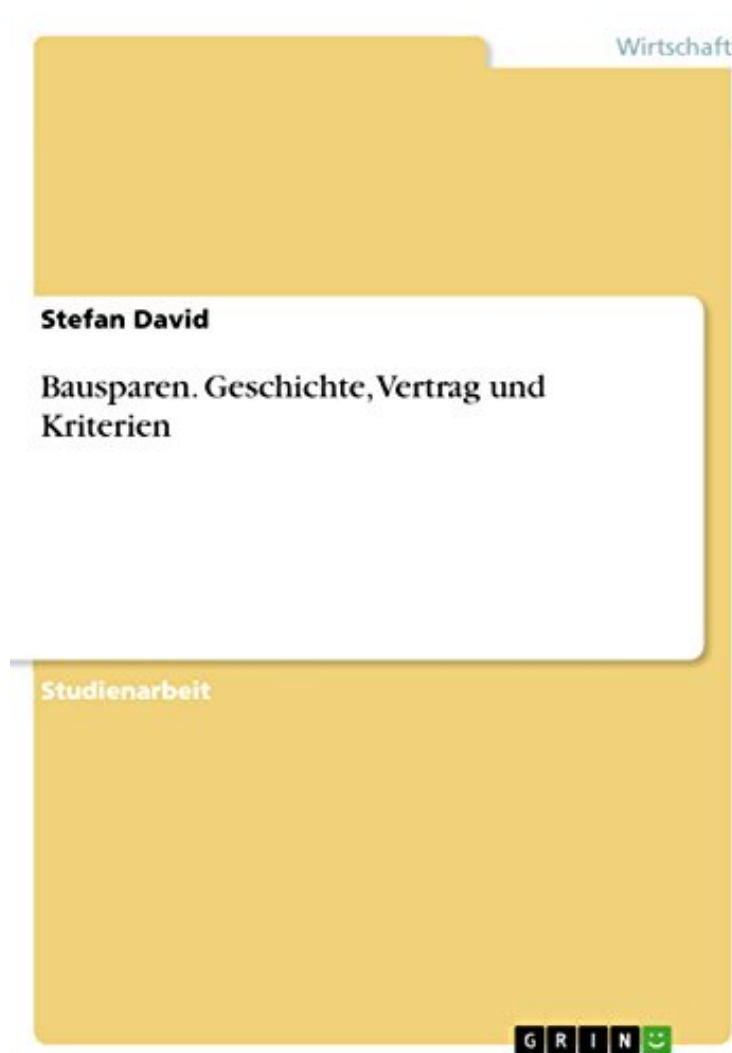 Wirtschaft
Stefan David
Bausparen. Geschichte, Vertrag und
Kriterien
Studienarbeit
GRIN